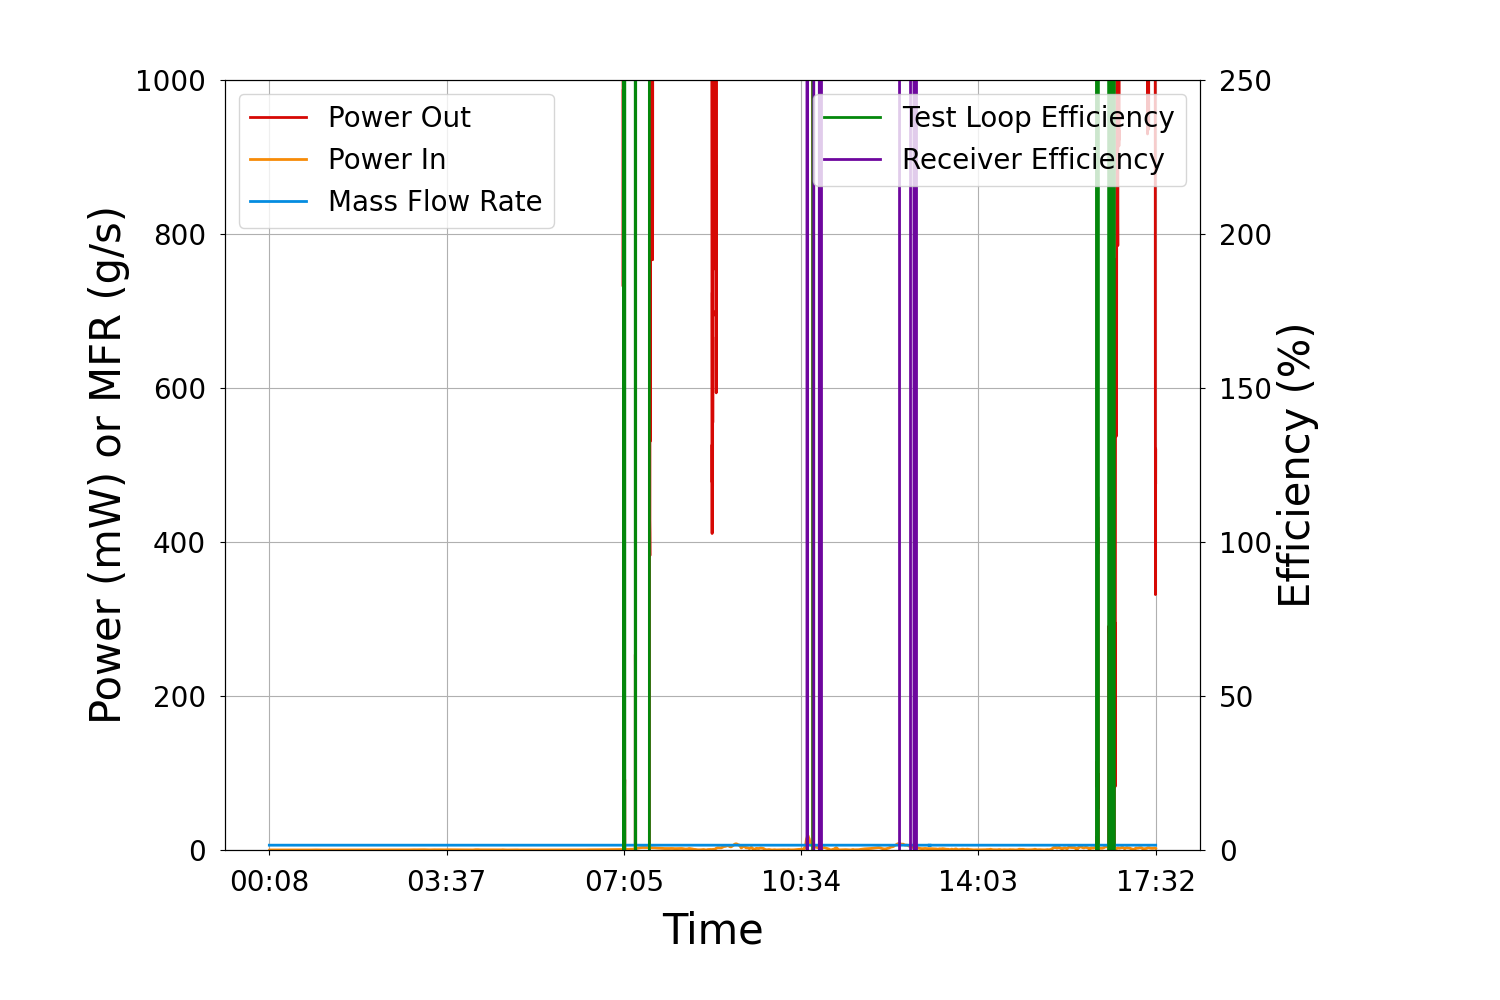 Power Out
Power In
Mass Flow Rate
Test Loop Efficiency
Receiver Efficiency
1000
800
600
400
200
0
250
200
150
100
50
0
Power (mW) or MFR (g/s)
Efficiency (%)
00:08
03:37
07:05
10:34
14:03
17:32
Time